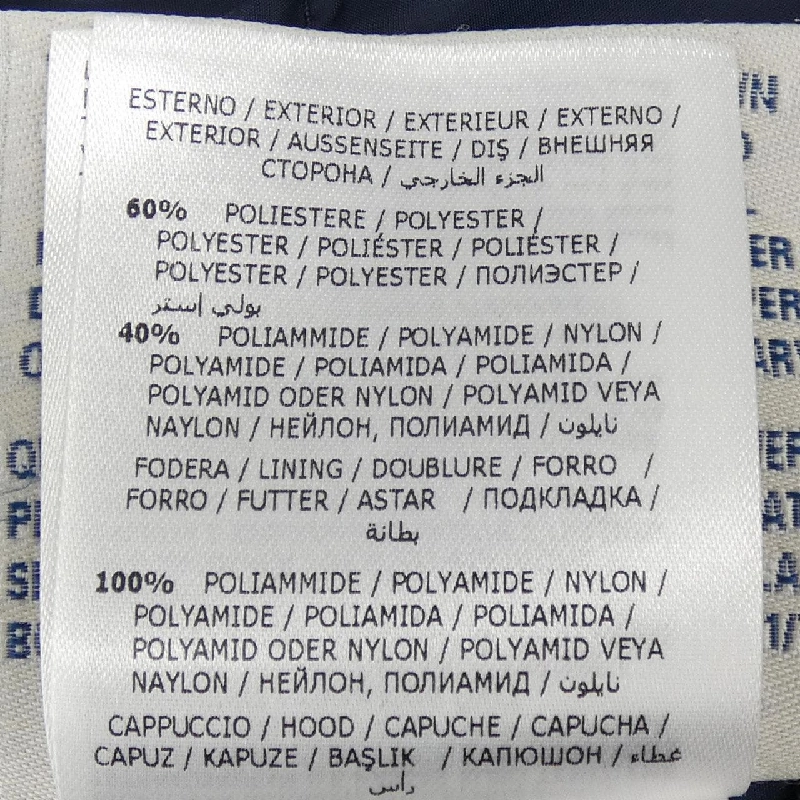 ESTERNO / EXTERIOR / EXTERIEUR / EXTERNO /
EXTERIOR / AUSSENSEITE / DIŞ / ВНЕШНЯЯ
СТОРОНА / الجزء الخارجي
60% POLIESTERE / POLYESTER /
POLYESTER / POLIÉSTER / POLIÉSTER /
POLYESTER / POLYESTER / ПОЛИЭСТЕР /
بولي إستر
40% POLIAMMIDE / POLYAMIDE / NYLON /
POLYAMIDE / POLIAMIDA / POLIAMIDA /
POLYAMID ODER NYLON / POLYAMID VEYA
NAYLON / НЕЙЛОН, ПОЛИАМИД / نايلون
FODERA / LINING / DOUBLURE / FORRO /
FORRO / FUTTER / ASTAR / ПОДКЛАДКА /
بطانة
100% POLIAMMIDE / POLYAMIDE / NYLON /
POLYAMIDE / POLIAMIDA / POLIAMIDA /
POLYAMID ODER NYLON / POLYAMID VEYA
NAYLON / НЕЙЛОН, ПОЛИАМИД / نايلون
CAPPUCCIO / HOOD / CAPUCHE / CAPUCHA /
CAPUZ / KAPUZE / BAŞLIK / КАПЮШОН / غطاء
رأس